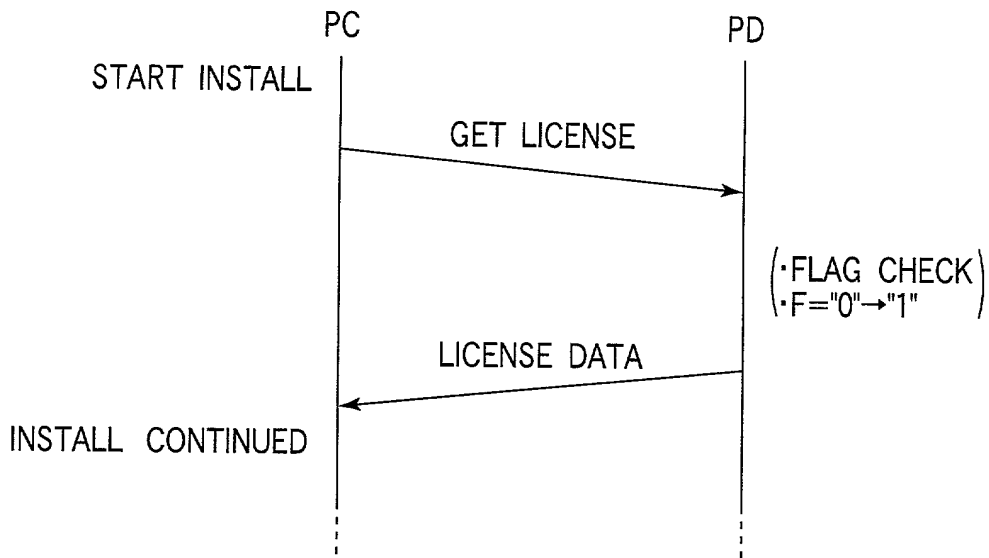 PC
PD
START INSTALL
GET LICENSE
(·FLAG CHECK
·F="0"→"1")
LICENSE DATA
INSTALL CONTINUED